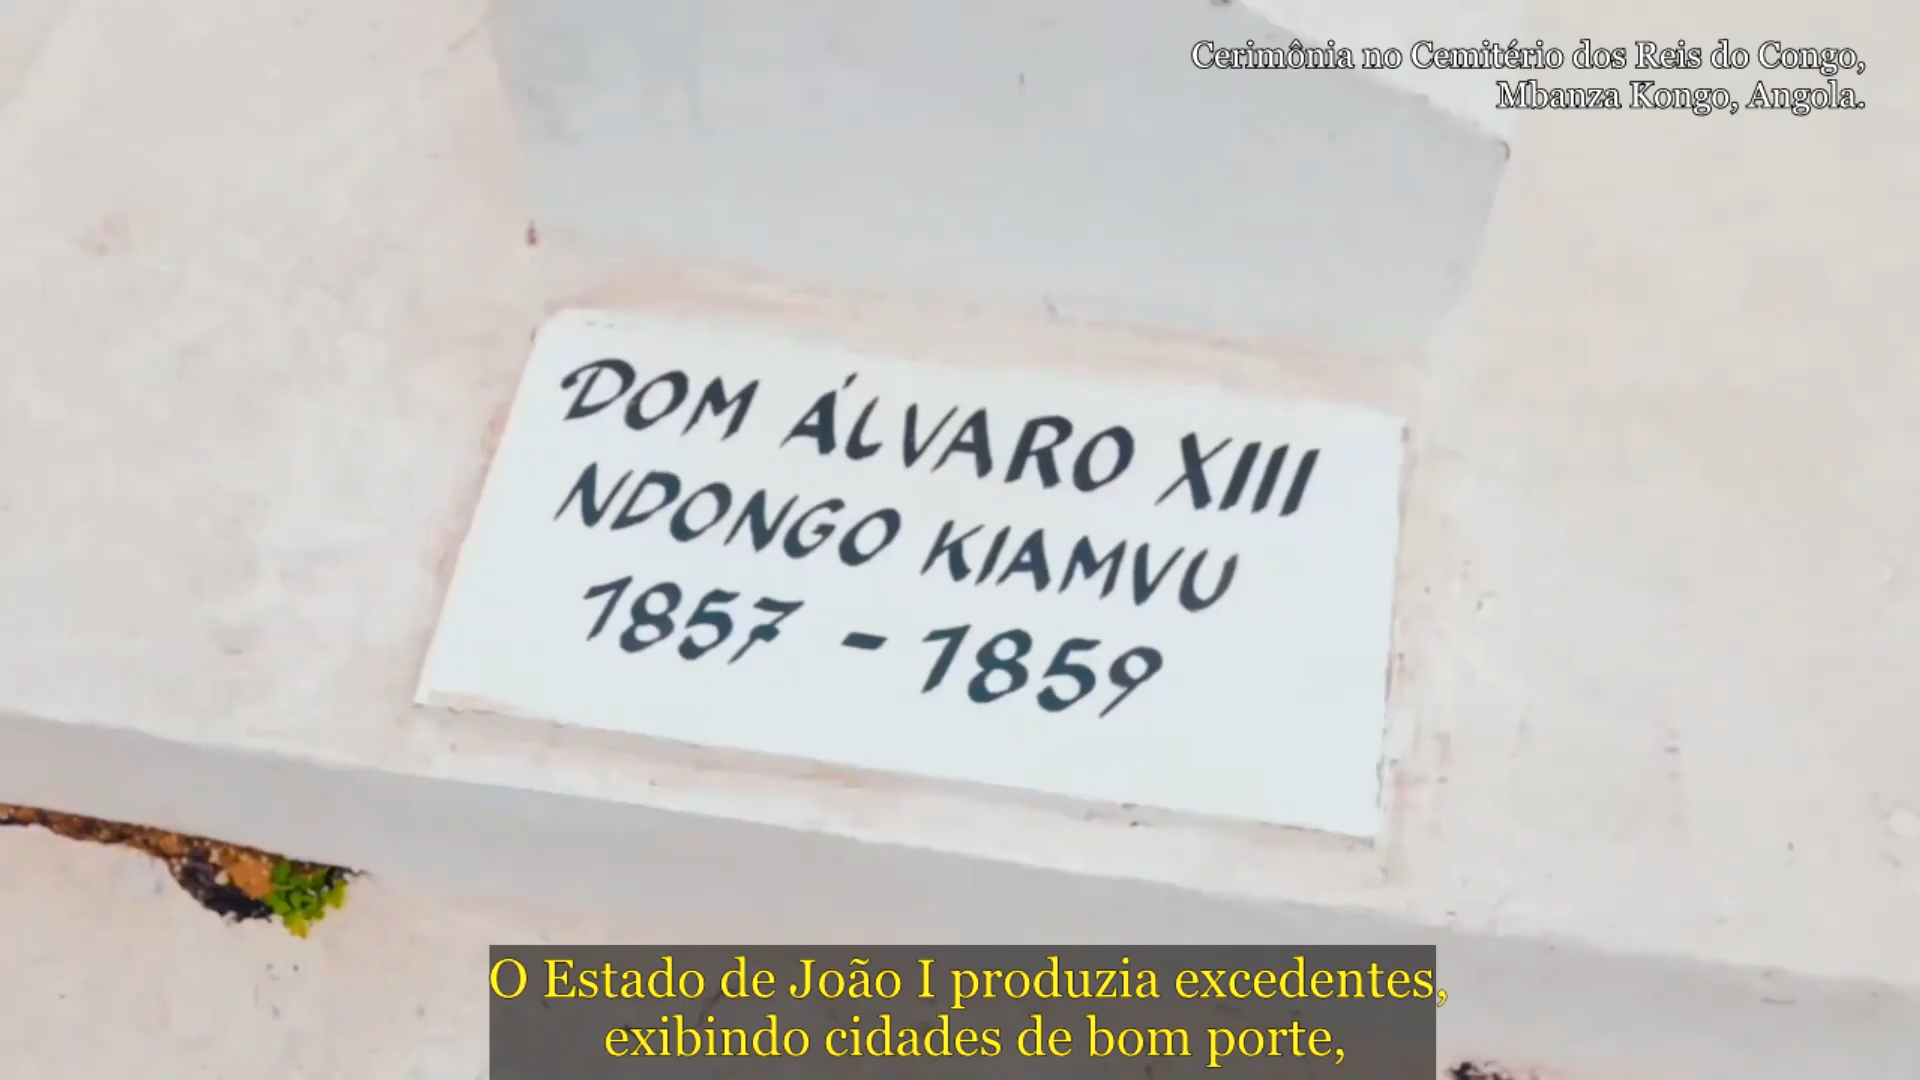 Cerimônia no Cemitério dos Reis do Congo,
Mbanza Kongo, Angola.
DOM ÁLVARO XIII
NDONGO KIAMVU
1857 - 1859
O Estado de João I produzia excedentes,
exibindo cidades de bom porte,